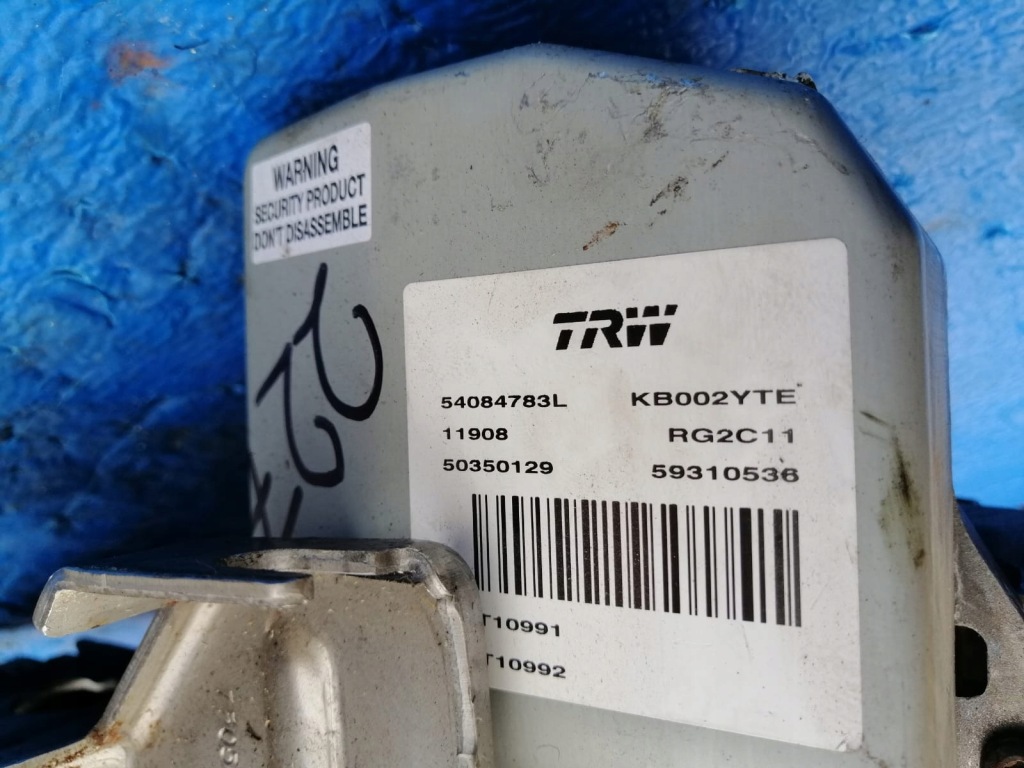 WARNING
SECURITY PRODUCT
DON'T DISASSEMBLE
TRW
54084783L KB002YTE
11908 RG2C11
50350129 59310536
T10991
T10992